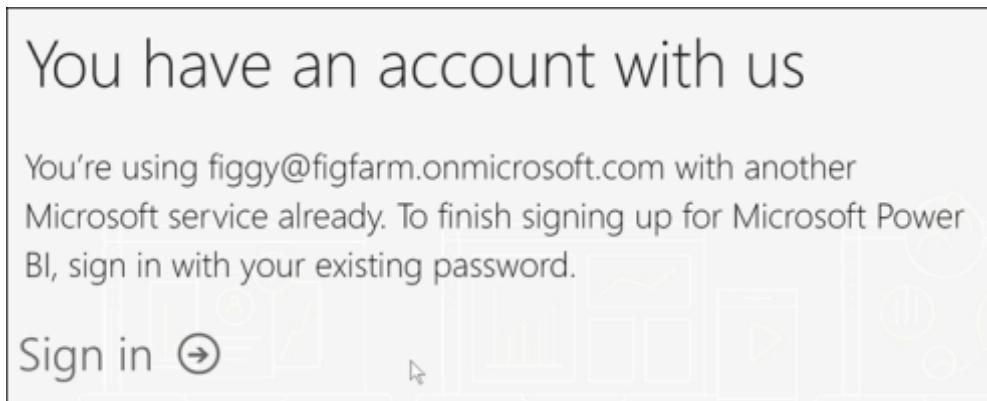 You have an account with us
You're using figgy@figfarm.onmicrosoft.com with another
Microsoft service already. To finish signing up for Microsoft Power
BI, sign in with your existing password.
Sign in